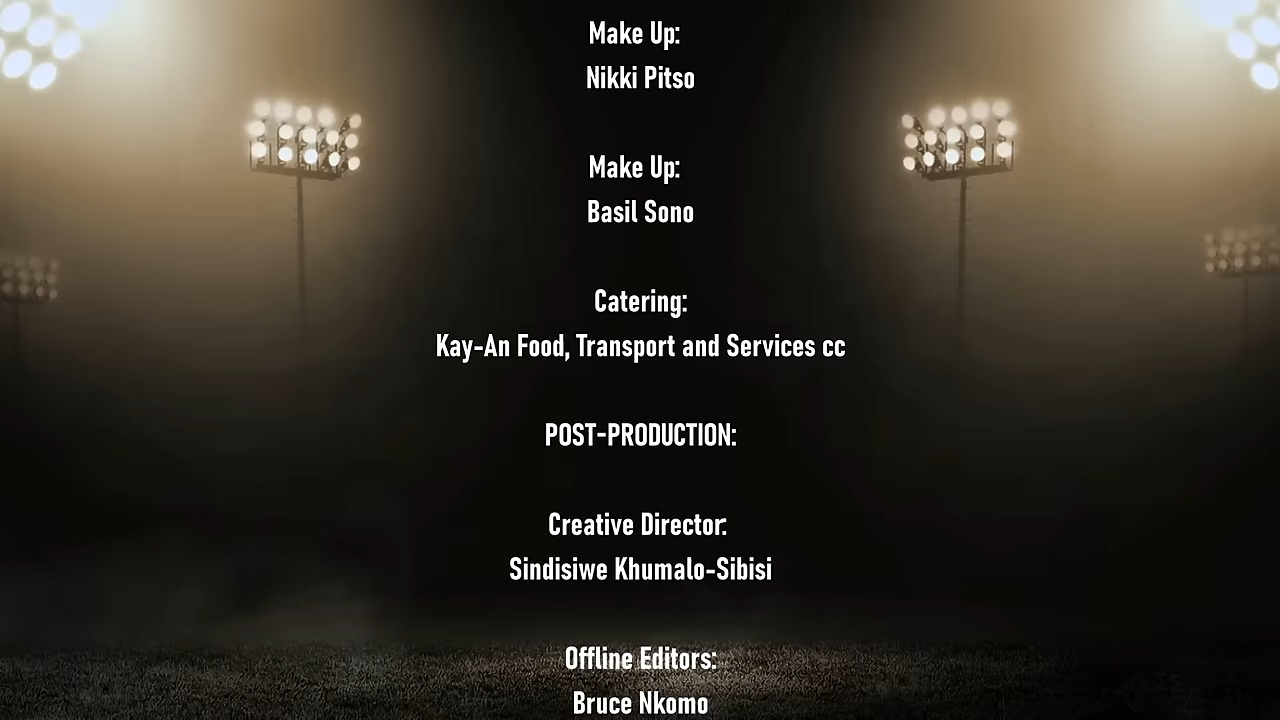 Make Up:
Nikki Pitso
Make Up:
Basil Sono
Catering:
Kay-An Food, Transport and Services cc
POST-PRODUCTION:
Creative Director:
Sindisiwe Khumalo-Sibisi
Offline Editors:
Bruce Nkomo